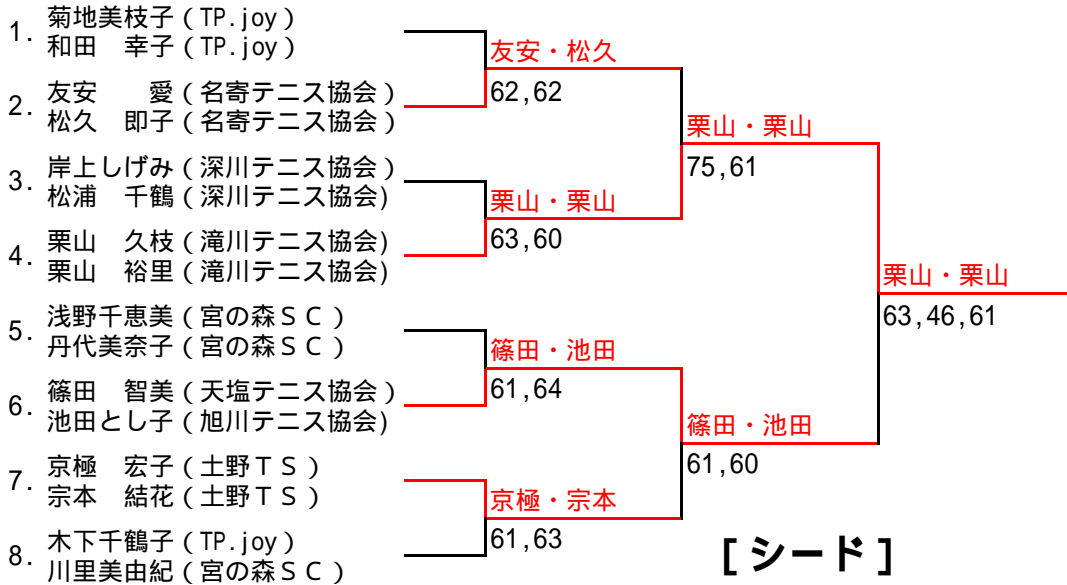 1. 菊地美枝子（TP.joy）
和田　幸子（TP.joy）
2. 友安　　愛（名寄テニス協会）
松久　即子（名寄テニス協会）
3. 岸上しげみ（深川テニス協会）
松浦　千鶴（深川テニス協会)
4. 栗山　久枝（滝川テニス協会)
栗山　裕里（滝川テニス協会)
5. 浅野千恵美（宮の森ＳＣ）
丹代美奈子（宮の森ＳＣ）
6. 篠田　智美（天塩テニス協会）
池田とし子（旭川テニス協会)
7. 京極　宏子（土野ＴＳ）
宗本　結花（土野ＴＳ）
8. 木下千鶴子（TP.joy）
川里美由紀（宮の森ＳＣ）
友安・松久
62,62
栗山・栗山
63,60
篠田・池田
61,64
京極・宗本
61,63
栗山・栗山
75,61
篠田・池田
61,60
栗山・栗山
63,46,61
[シード]